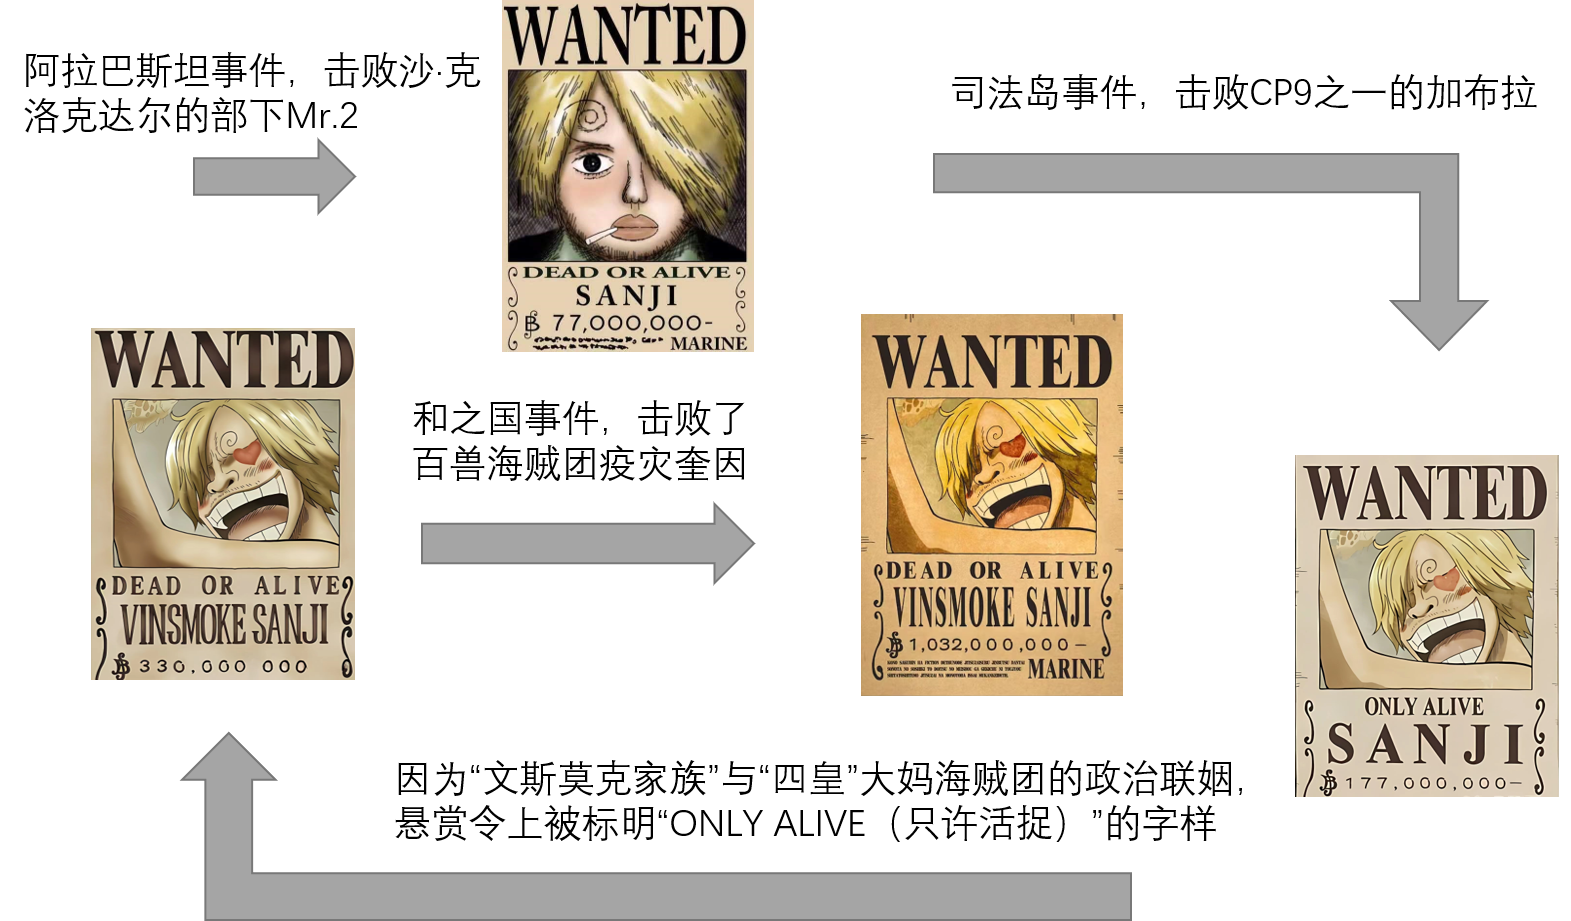 阿拉巴斯坦事件，击败沙·克
洛克达尔的部下Mr.2
WANTED
DEAD OR ALIVE
SANJI
77,000,000-
MARINE
司法岛事件，击败CP9之一的加布拉
WANTED
DEAD OR ALIVE
VINSMOKE SANJI
330,000 000
和之国事件，击败了
百兽海贼团疫灾奎因
WANTED
DEAD OR ALIVE
VINSMOKE SANJI
1,032,000,000-
MARINE
WANTED
ONLY ALIVE
SANJI
177,000,000-
因为“文斯莫克家族”与“四皇”大妈海贼团的政治联姻，
悬赏令上被标明“ONLY ALIVE（只许活捉）”的字样